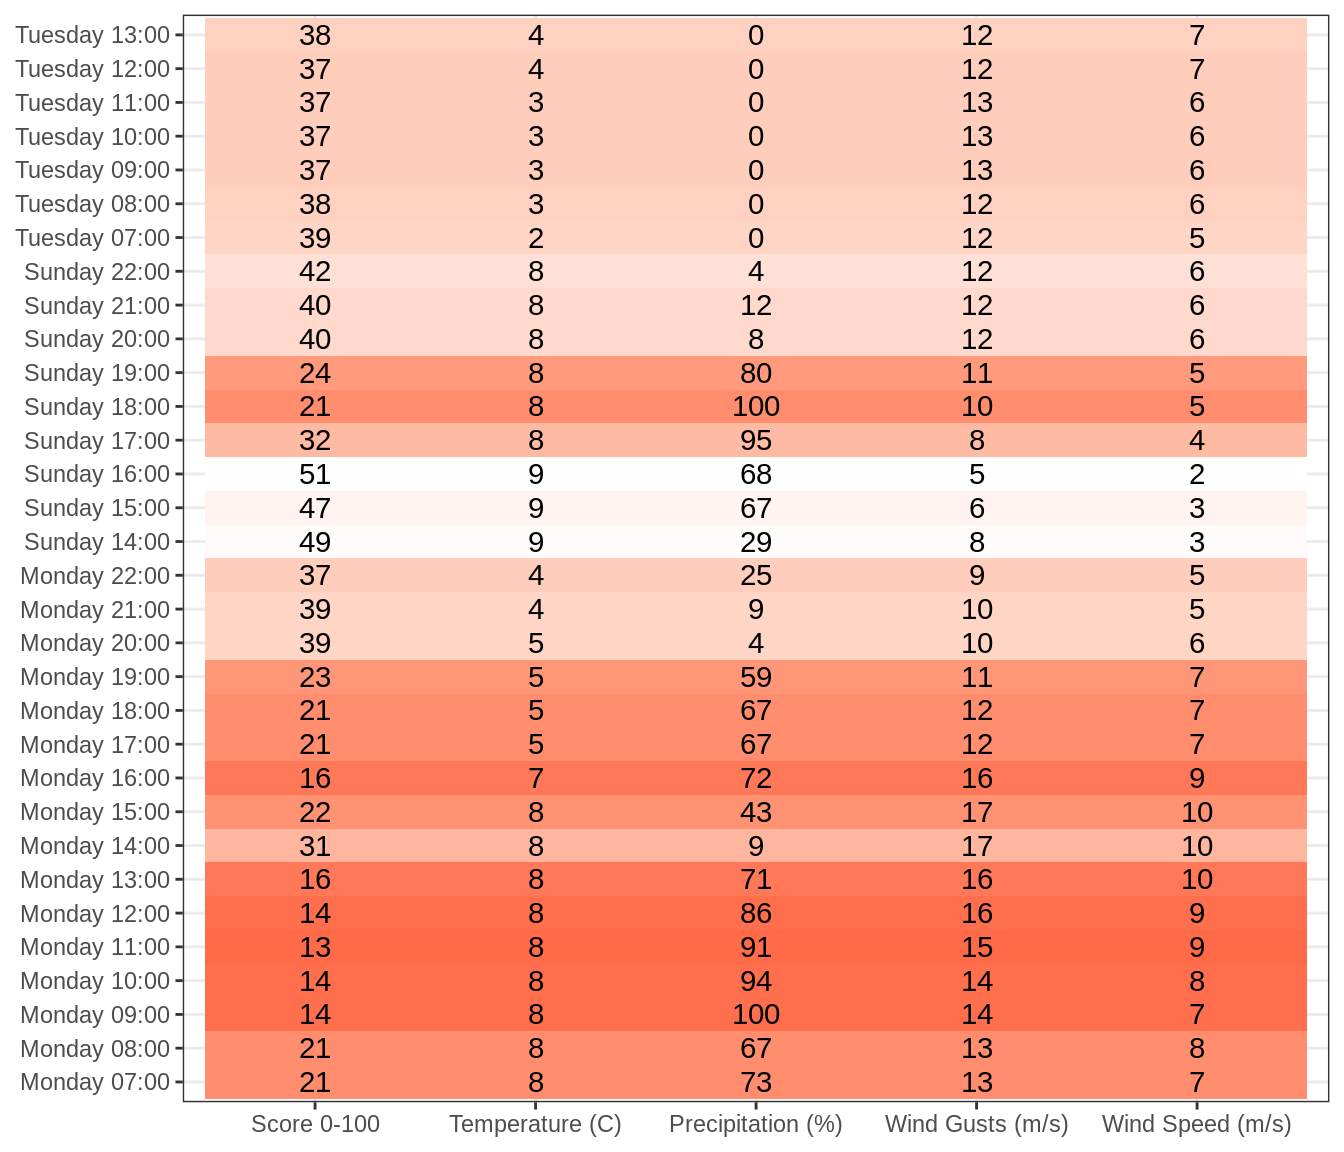 Tuesday 13:00 38 4 0 12 7
Tuesday 12:00 37 4 0 12 7
Tuesday 11:00 37 3 0 13 6
Tuesday 10:00 37 3 0 13 6
Tuesday 09:00 37 3 0 13 6
Tuesday 08:00 38 3 0 12 6
Tuesday 07:00 39 2 0 12 5
Sunday 22:00 42 8 4 12 6
Sunday 21:00 40 8 12 12 6
Sunday 20:00 40 8 8 12 6
Sunday 19:00 24 8 80 11 5
Sunday 18:00 21 8 100 10 5
Sunday 17:00 32 8 95 8 4
Sunday 16:00 51 9 68 5 2
Sunday 15:00 47 9 67 6 3
Sunday 14:00 49 9 29 8 3
Monday 22:00 37 4 25 9 5
Monday 21:00 39 4 9 10 5
Monday 20:00 39 5 4 10 6
Monday 19:00 23 5 59 11 7
Monday 18:00 21 5 67 12 7
Monday 17:00 21 5 67 12 7
Monday 16:00 16 7 72 16 9
Monday 15:00 22 8 43 17 10
Monday 14:00 31 8 9 17 10
Monday 13:00 16 8 71 16 10
Monday 12:00 14 8 86 16 9
Monday 11:00 13 8 91 15 9
Monday 10:00 14 8 94 14 8
Monday 09:00 14 8 100 14 7
Monday 08:00 21 8 67 13 8
Monday 07:00 21 8 73 13 7
Score 0-100 Temperature (C) Precipitation (%) Wind Gusts (m/s) Wind Speed (m/s)